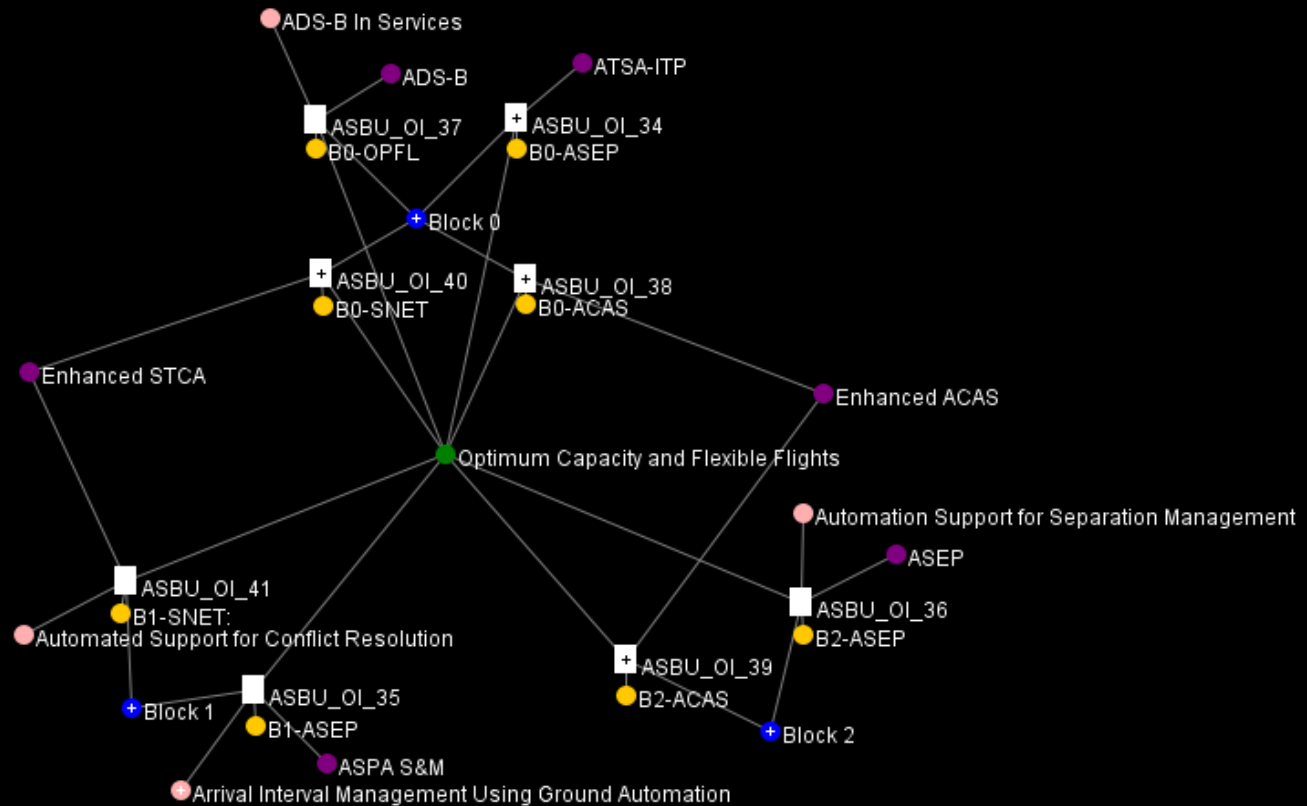 ADS-B In Services
ATSA-ITP
ADS-B
ASBU_OI_37
ASBU_OI_34
B0-OPFL
B0-ASEP
Block 0
ASBU_OI_40
ASBU_OI_38
B0-SNET
B0-ACAS
Enhanced STCA
Enhanced ACAS
Optimum Capacity and Flexible Flights
Automation Support for Separation Management
ASEP
ASBU_OI_41
ASBU_OI_36
B1-SNET:
B2-ASEP
Automated Support for Conflict Resolution
ASBU_OI_39
ASBU_OI_35
B2-ACAS
Block 1
B1-ASEP
Block 2
ASPA S&M
Arrival Interval Management Using Ground Automation